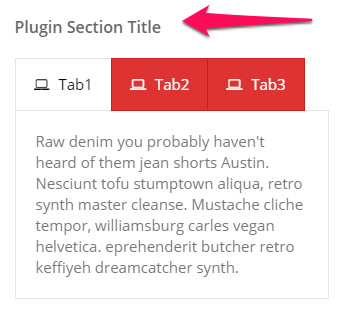 Plugin Section Title
Tab1 Tab2 Tab3
Raw denim you probably haven't
heard of them jean shorts Austin.
Nesciunt tofu stumptown aliqua, retro
synth master cleanse. Mustache cliche
tempor, williamsburg carles vegan
helvetica. eprehenderit butcher retro
keffiyeh dreamcatcher synth.